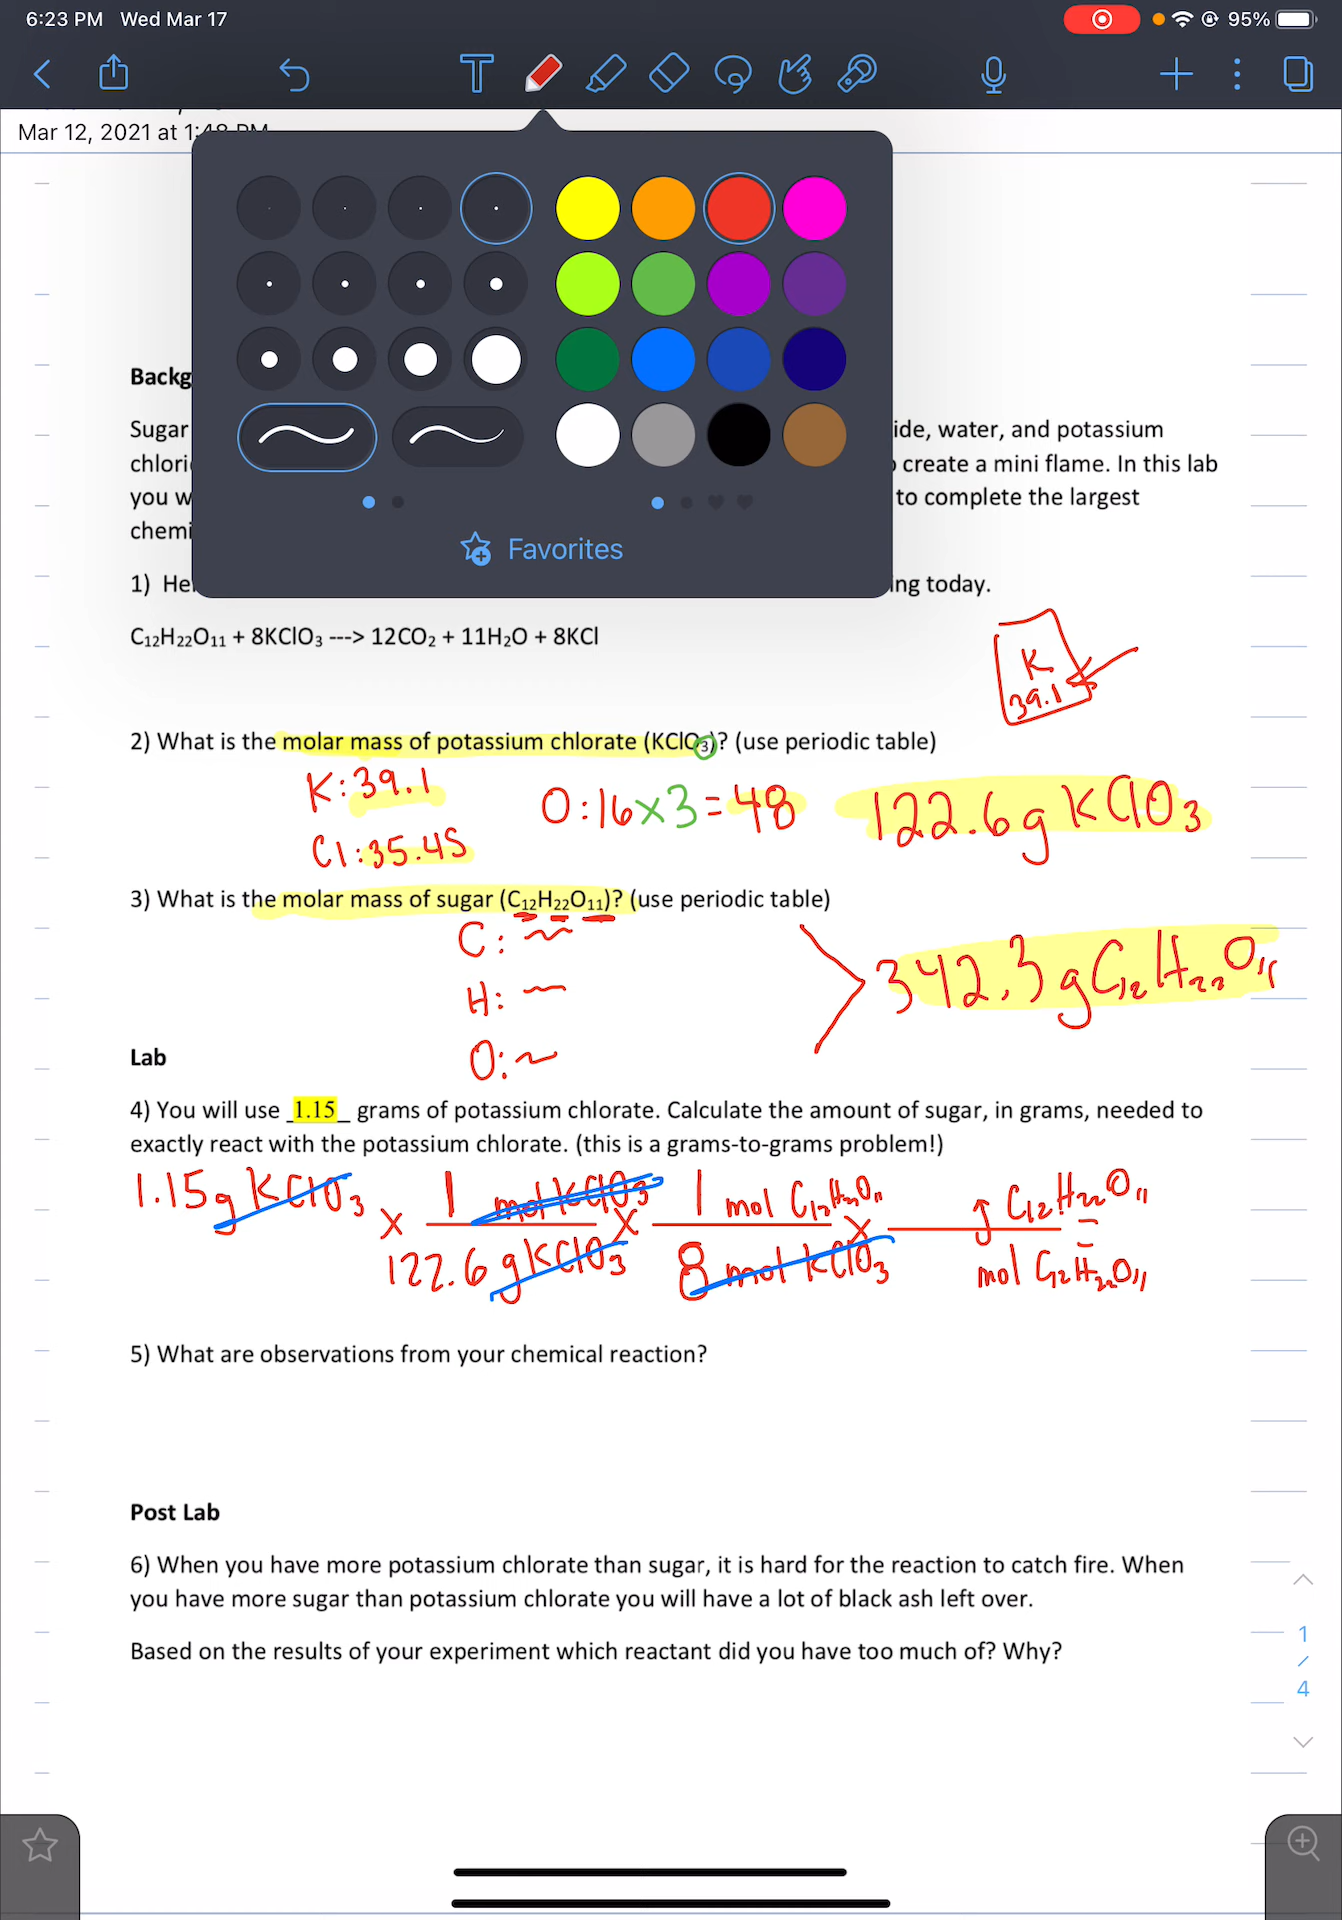 6:23 PM Wed Mar 17
95%
Mar 12, 2021 at 1:48 PM
Favorites
Backg
Sugar ide, water, and potassium
chlori create a mini flame. In this lab
you w to complete the largest
chemi
1) He ing today.
C₁₂H₂₂O₁₁ + 8KClO₃ ---> 12CO₂ + 11H₂O + 8KCl
K
39.1
2) What is the molar mass of potassium chlorate (KClO₃)? (use periodic table)
K: 39.1
O: 16 x 3 = 48
122.6 g KClO₃
Cl: 35.45
3) What is the molar mass of sugar (C₁₂H₂₂O₁₁)? (use periodic table)
C:
H:
O:
342.3 g C₁₂H₂₂O₁₁
Lab
4) You will use _1.15_ grams of potassium chlorate. Calculate the amount of sugar, in grams, needed to
exactly react with the potassium chlorate. (this is a grams-to-grams problem!)
1.15 g KClO₃ x 1 mol KClO₃ x 1 mol C₁₂H₂₂O₁₁ x g C₁₂H₂₂O₁₁ =
122.6 g KClO₃ 8 mol KClO₃ mol C₁₂H₂₂O₁₁
5) What are observations from your chemical reaction?
Post Lab
6) When you have more potassium chlorate than sugar, it is hard for the reaction to catch fire. When
you have more sugar than potassium chlorate you will have a lot of black ash left over.
Based on the results of your experiment which reactant did you have too much of? Why?
1
/
4